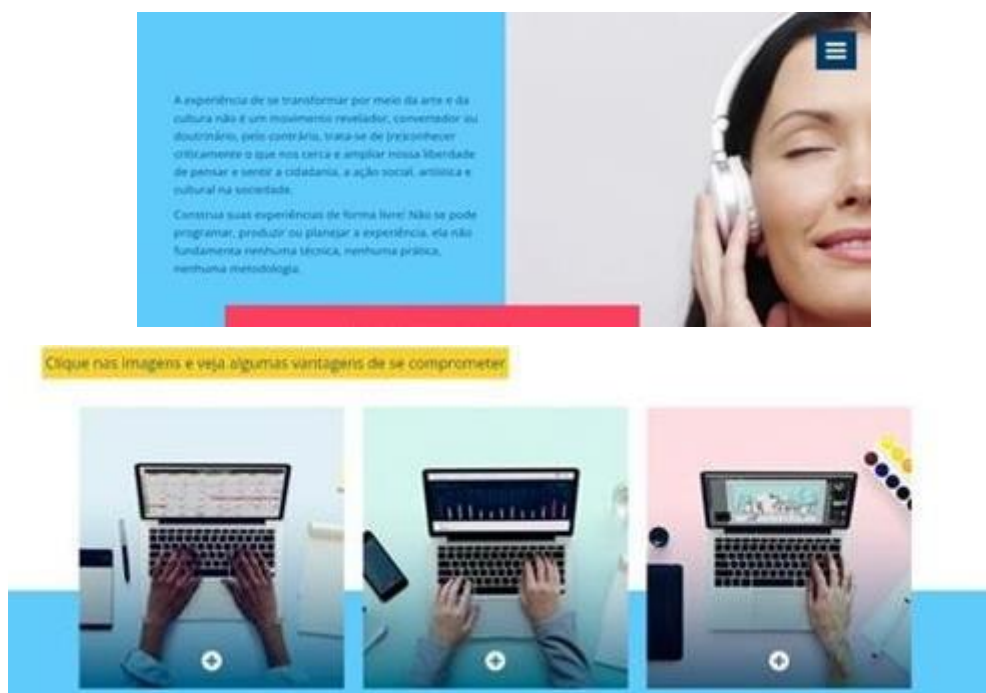 A experiência de se transformar por meio da arte e da
cultura não é um movimento revelador, convertedor ou
doutrinário, pelo contrário, trata-se de (re)conhecer
criticamente o que nos cerca e ampliar nossa liberdade
de pensar e sentir a cidadania, a ação social, artística e
cultural na sociedade.
Construa suas experiências de forma livre! Não se pode
programar, produzir ou planejar a experiência, ela não
fundamenta nenhuma técnica, nenhuma prática,
nenhuma metodologia.
Clique nas imagens e veja algumas vantagens de se comprometer